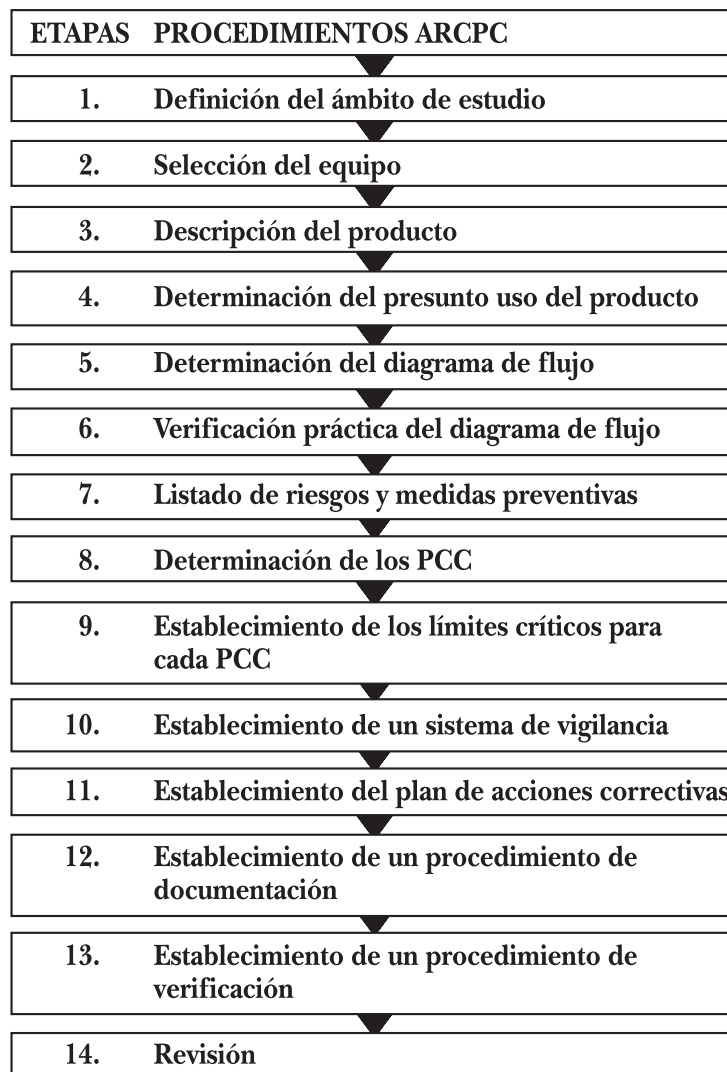 ETAPAS PROCEDIMIENTOS ARCPC
1. Definición del ámbito de estudio
2. Selección del equipo
3. Descripción del producto
4. Determinación del presunto uso del producto
5. Determinación del diagrama de flujo
6. Verificación práctica del diagrama de flujo
7. Listado de riesgos y medidas preventivas
8. Determinación de los PCC
9. Establecimiento de los límites críticos para
cada PCC
10. Establecimiento de un sistema de vigilancia
11. Establecimiento del plan de acciones correctivas
12. Establecimiento de un procedimiento de
documentación
13. Establecimiento de un procedimiento de
verificación
14. Revisión